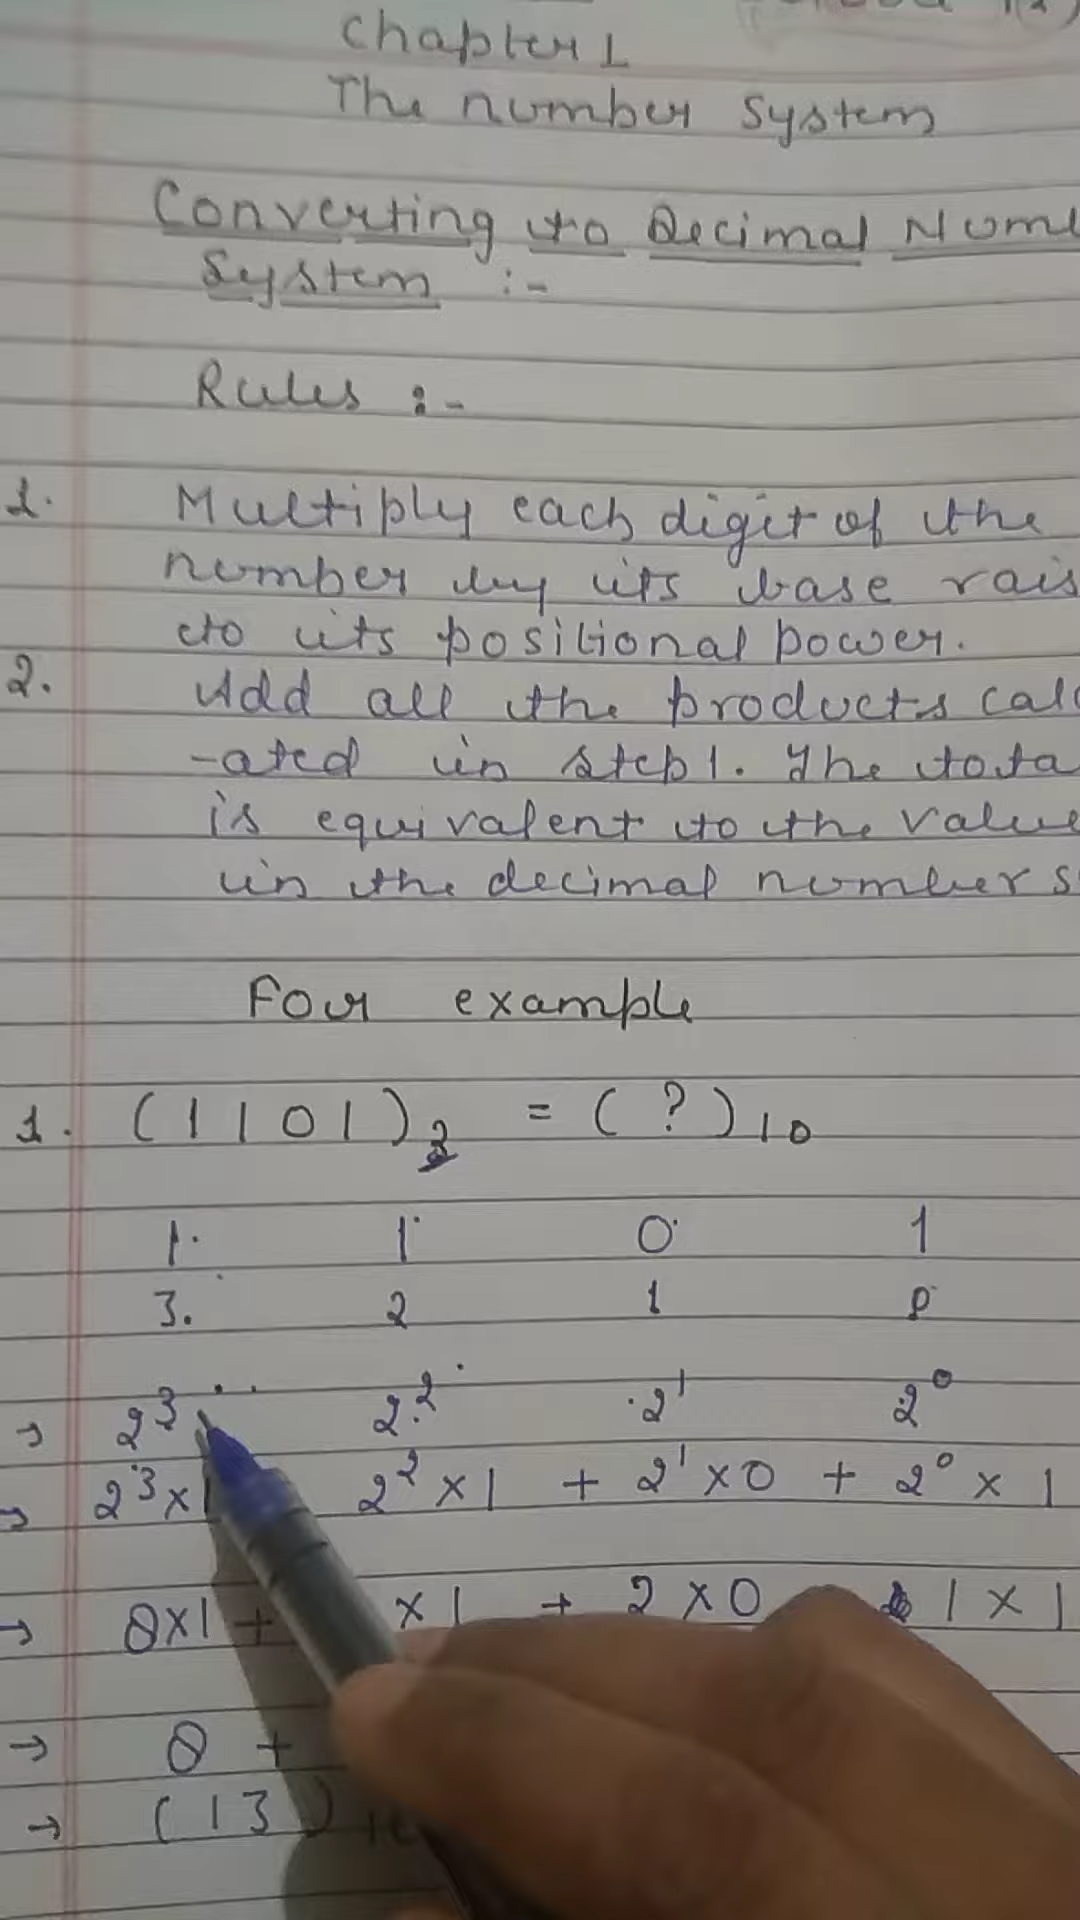 Chapter 1
The number System
Converting to Decimal
System :-
Rules :-
1. Multiply each digit of the
number by its base
to its positional power.
2. Add all the products
-ated in step 1. The
is equivalent to the value
in the decimal number
For example
1. (1101)2 = (?)10
1. 1 0 1
3. 2 1 0
→ 2³ 2² 2¹ 2⁰
→ 2³×1 2²×1 + 2¹×0 + 2⁰×1
→ 8×1 + ×1 + 2×0 1×1
→ 8 +
→ (13)10